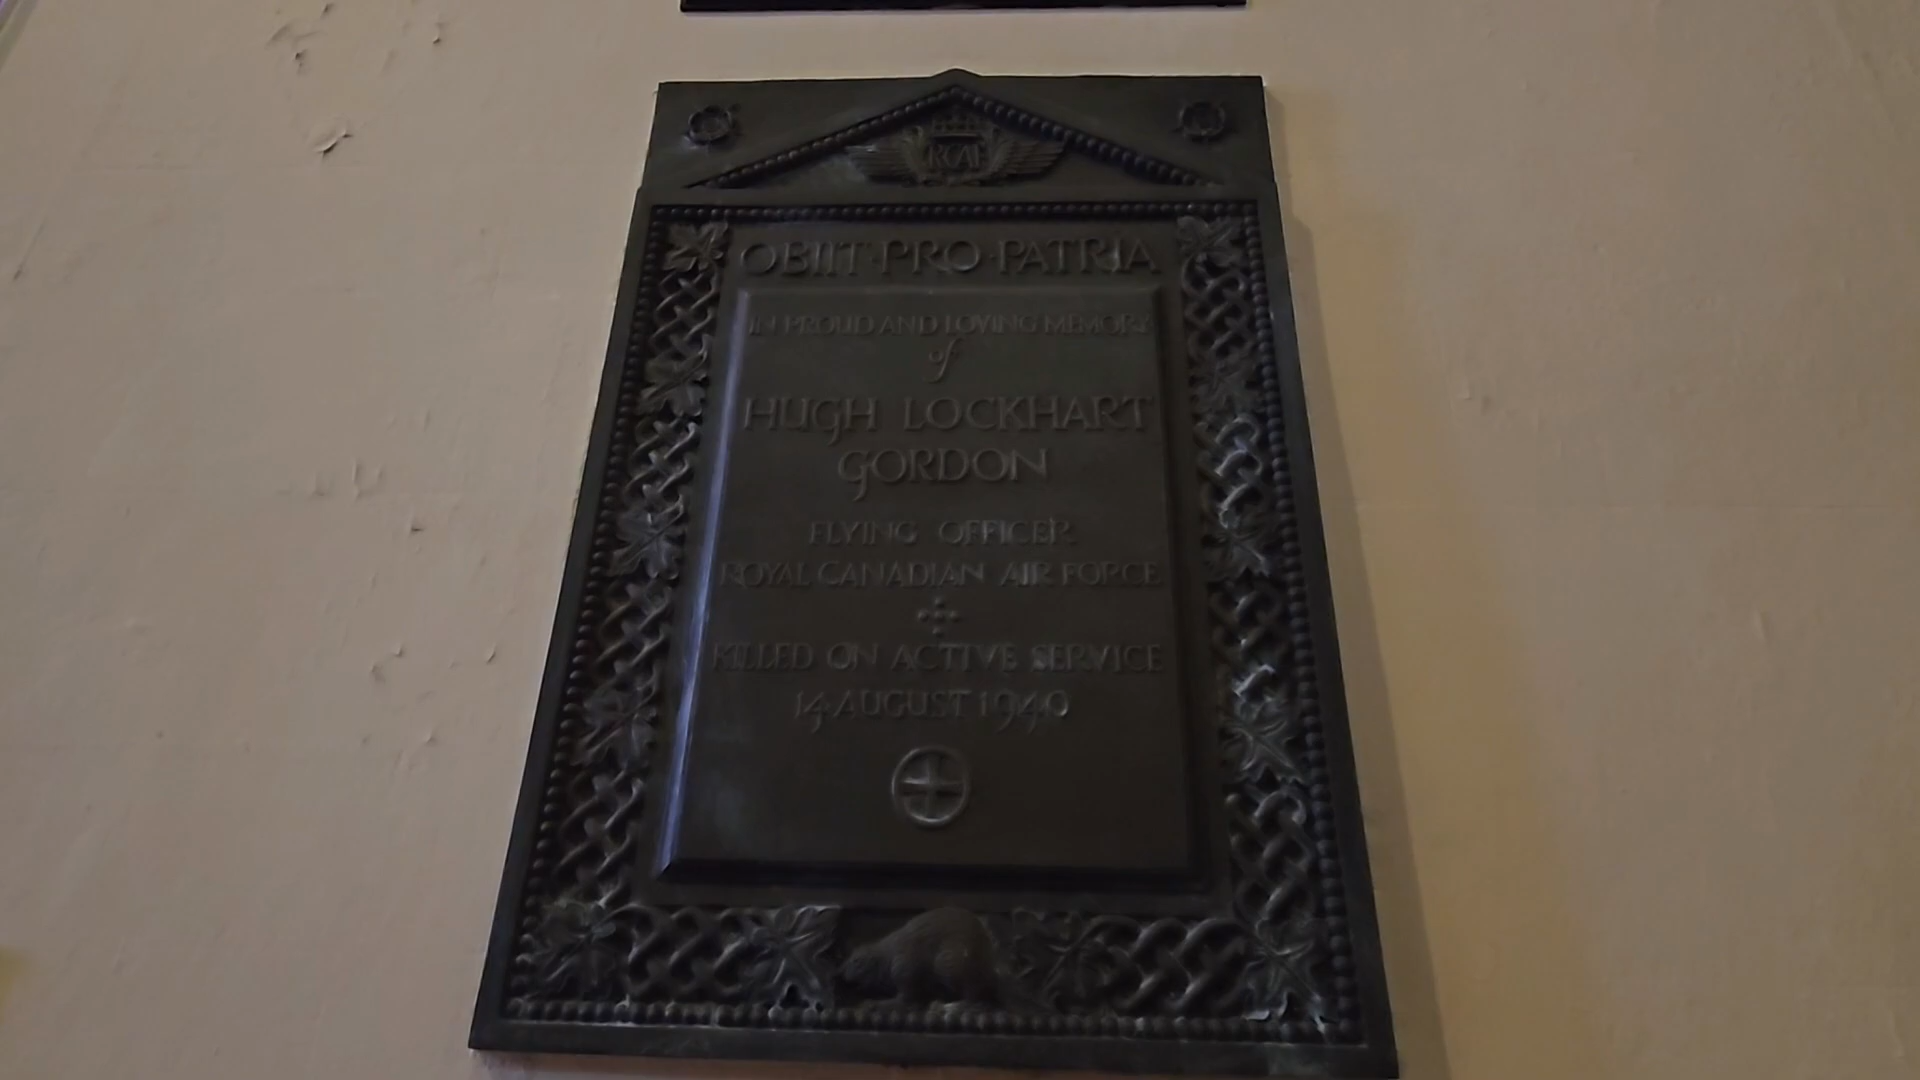 RCAF
OBIIT·PRO·PATRIA
IN PROUD AND LOVING MEMORY
of
HUGH LOCKHART
GORDON
FLYING OFFICER
ROYAL CANADIAN AIR FORCE
KILLED ON ACTIVE SERVICE
14·AUGUST 1940